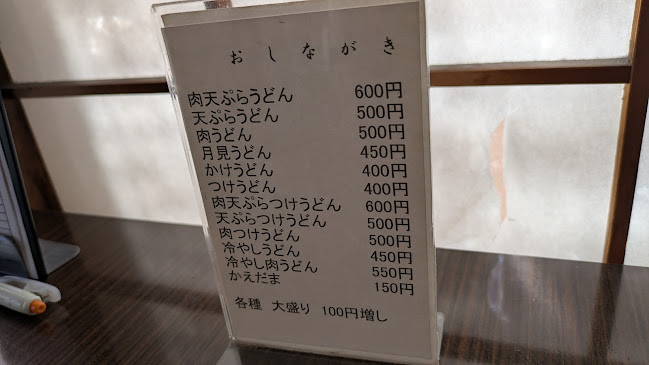 おしながき
肉天ぷらうどん 600円
天ぷらうどん 500円
肉うどん 500円
月見うどん 450円
かけうどん 400円
つけうどん 400円
肉天ぷらつけうどん 600円
天ぷらつけうどん 500円
肉つけうどん 500円
冷やしうどん 450円
冷やし肉うどん 550円
かえだま 150円
各種 大盛り 100円増し